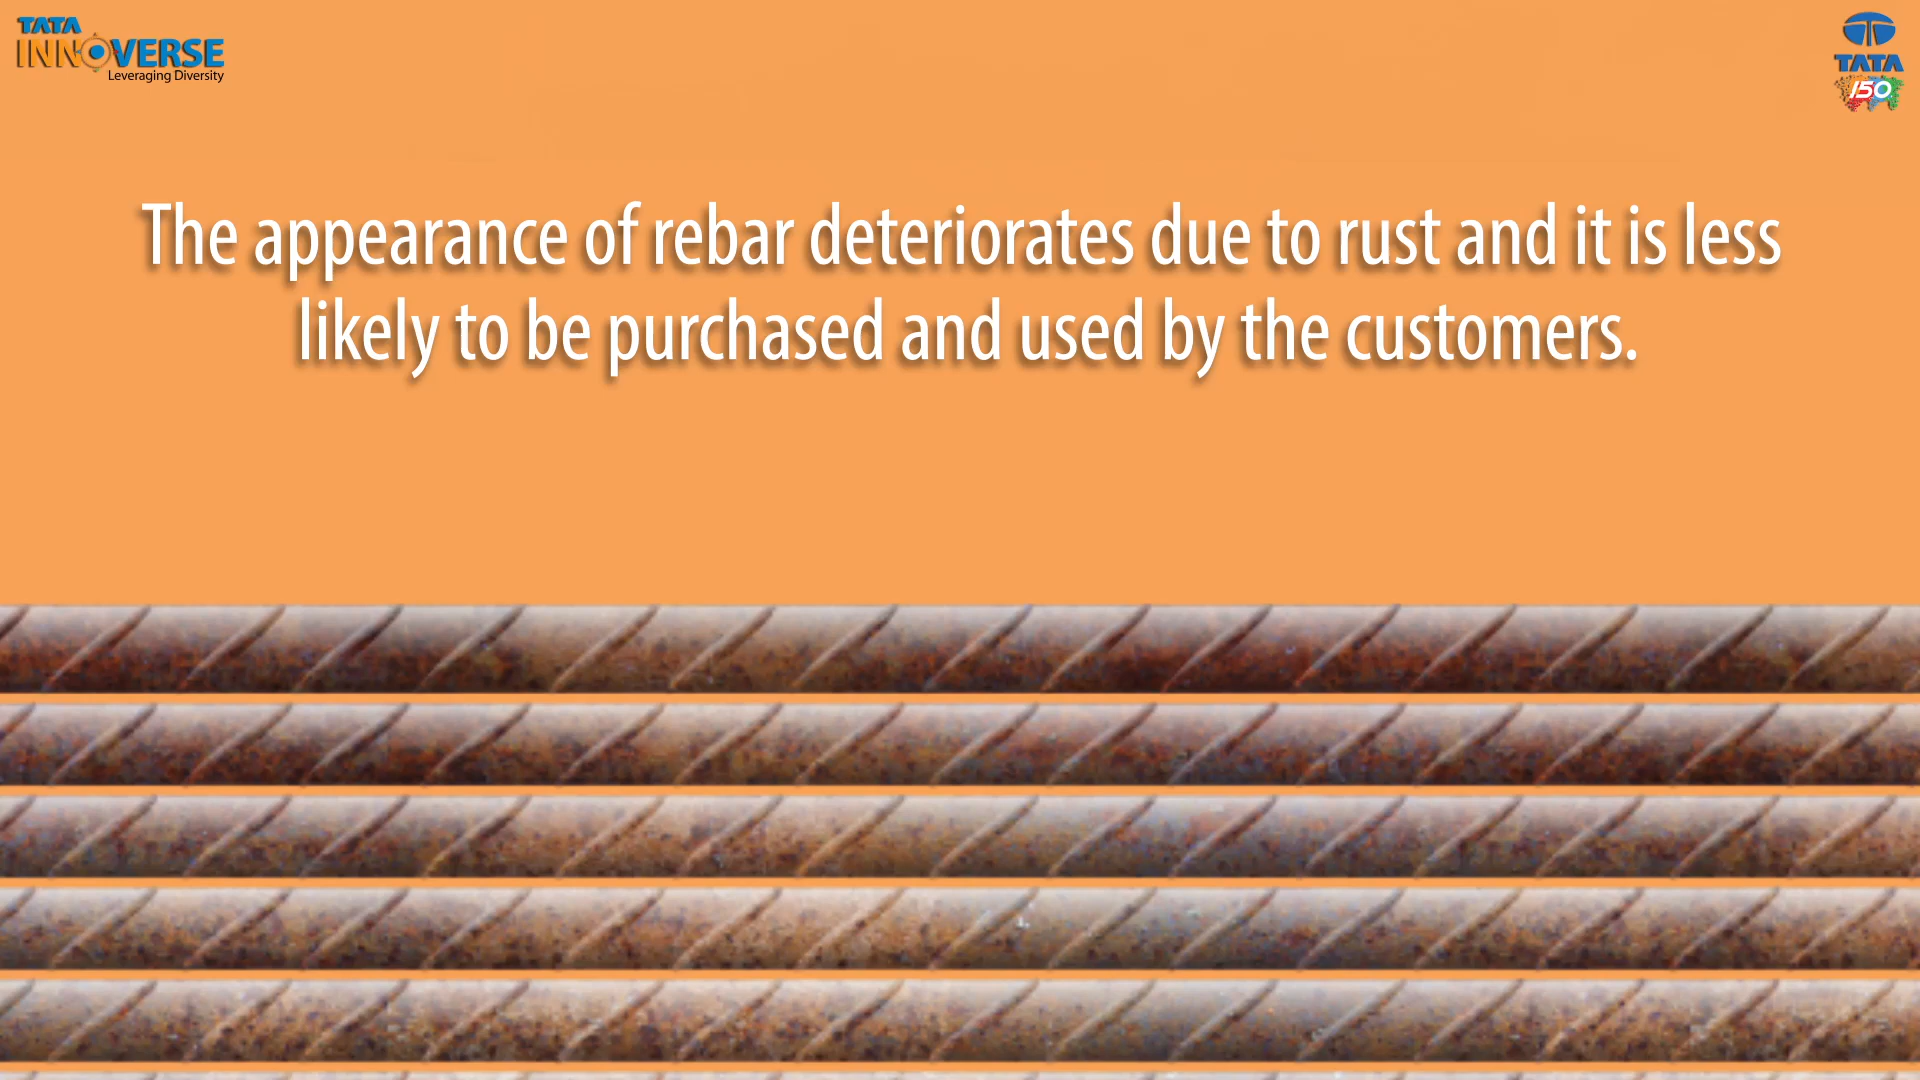 TATA
INNOVERSE
Leveraging Diversity
TATA
150
The appearance of rebar deteriorates due to rust and it is less
likely to be purchased and used by the customers.